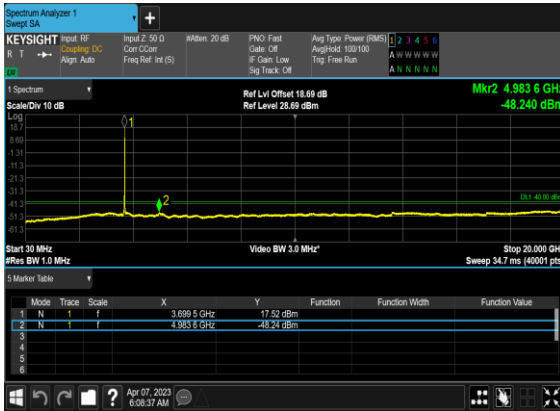 Spectrum Analyzer 1
Swept SA
+
KEYSIGHT Input: RF Input Z: 50 Ω #Atten: 20 dB PNO: Fast Avg Type: Power (RMS) 1 2 3 4 5 6
R T Coupling: DC Corr CCorr Gate: Off Avg|Hold: 100/100 A W W W W W
Align: Auto Freq Ref: Int (S) IF Gain: Low Trig: Free Run
Sig Track: Off A N N N N N
1 Spectrum Ref Lvl Offset 18.69 dB Mkr2 4.983 6 GHz
Scale/Div 10 dB Ref Level 28.69 dBm -48.240 dBm
Log
18.7
8.69
-1.31
-11.3
-21.3
-31.3
DL1 -40.00 dBm
-41.3
-51.3
-61.3
1
2
Start 30 MHz Video BW 3.0 MHz* Stop 20.000 GHz
#Res BW 1.0 MHz Sweep 34.7 ms (40001 pts)
5 Marker Table
Mode Trace Scale X Y Function Function Width Function Value
1 N 1 f 3.699 5 GHz 17.52 dBm
2 N 1 f 4.983 6 GHz -48.24 dBm
3
4
5
6
? Apr 07, 2023
6:08:37 AM